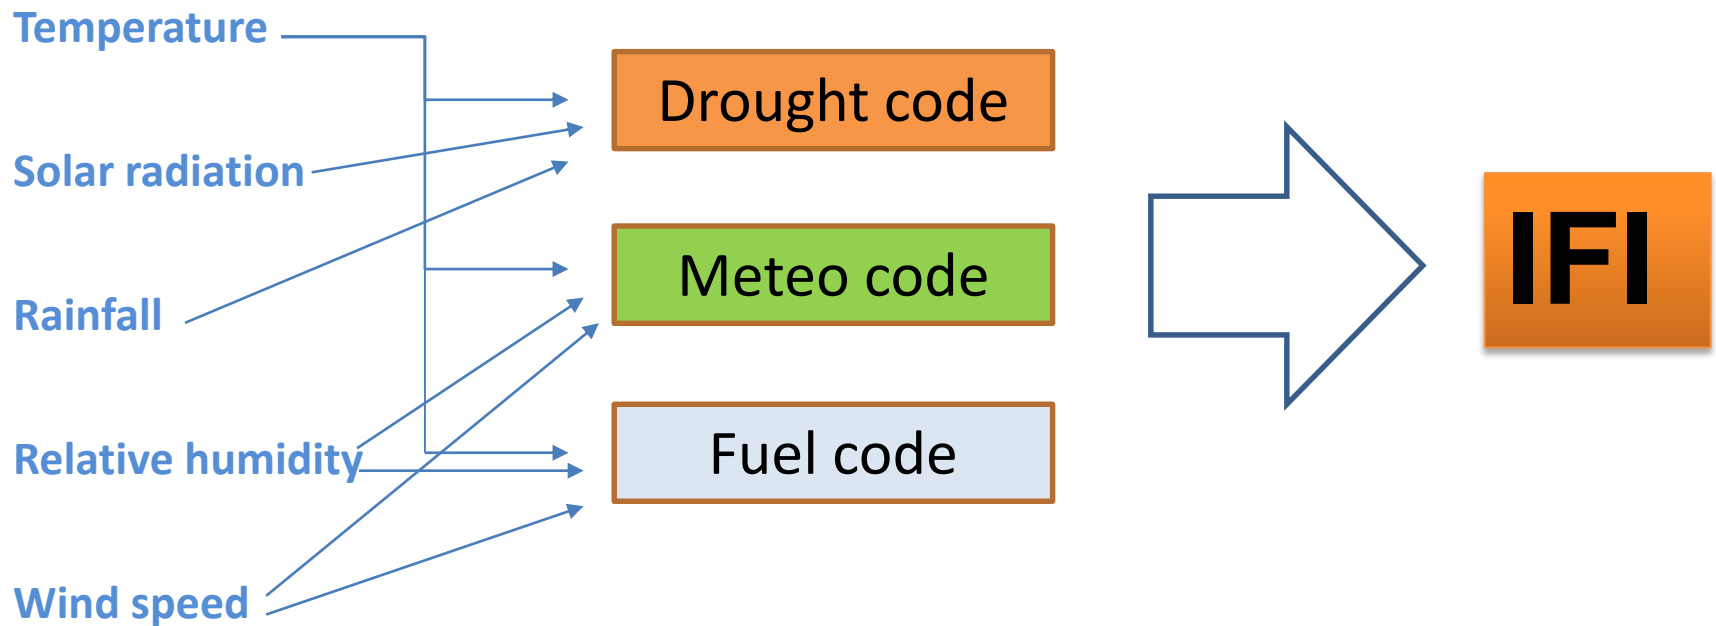 Temperature
Solar radiation
Rainfall
Relative humidity
Wind speed
Drought code
Meteo code
Fuel code
IFI